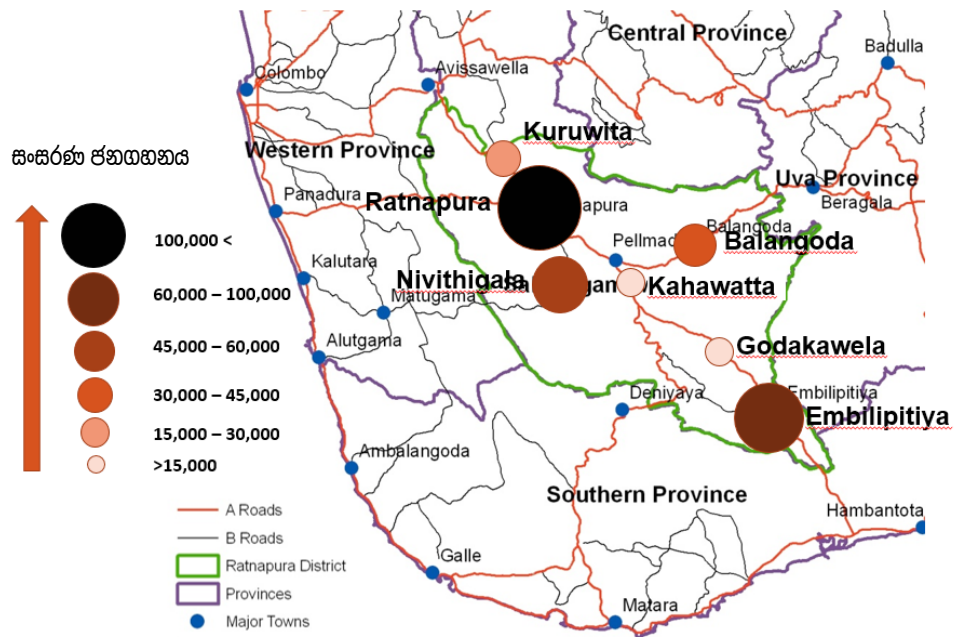 Central Province
Badulla
Colombo
Avissawella
Kuruwita
සංසරණ ජනගහනය
Western Province
Uva Province
Panadura
Ratnapura
apura
Beragala
Balangoda
Pellmad
Balangoda
100,000 <
Kalutara
Nivithigala
Kahawatta
60,000 – 100,000
Matugama
Alutgama
Godakawela
45,000 – 60,000
30,000 – 45,000
Deniyaya
Embilipitiya
Embilipitiya
15,000 – 30,000
>15,000
Ambalangoda
Southern Province
A Roads
Hambantota
B Roads
Galle
Ratnapura District
Provinces
Matara
Major Towns